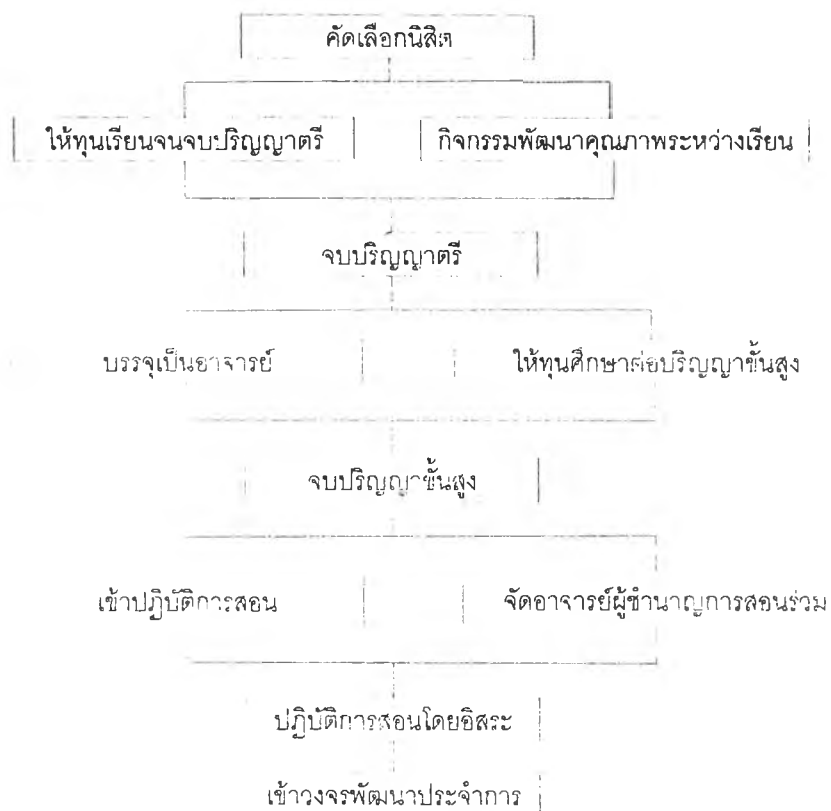 คัดเลือกนิสิต
ให้ทุนเรียนจนจบปริญญาตรี
กิจกรรมพัฒนาคุณภาพระหว่างเรียน
จบปริญญาตรี
บรรจุเป็นอาจารย์
ให้ทุนศึกษาต่อปริญญาขั้นสูง
จบปริญญาขั้นสูง
เข้าปฏิบัติการสอน
จัดอาจารย์ผู้ชำนาญการสอนร่วม
ปฏิบัติการสอนโดยอิสระ
เข้าวงจรพัฒนาประจำการ